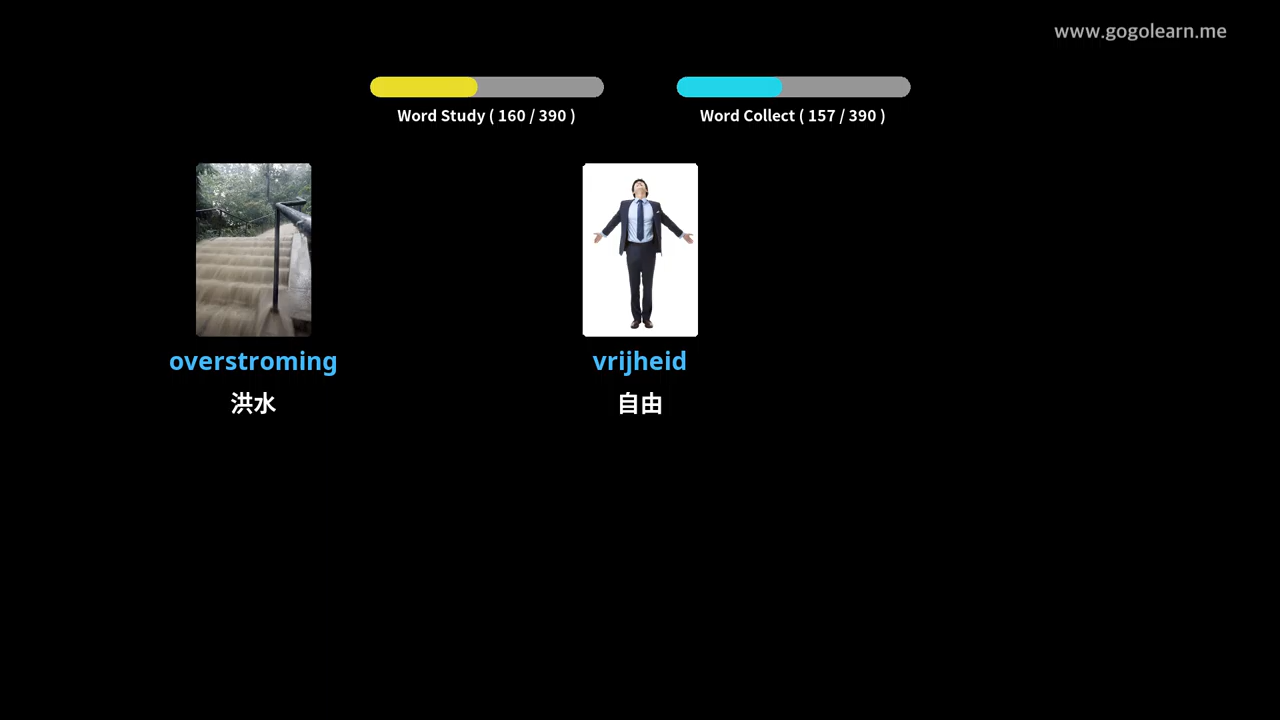 www.gogolearn.me
Word Study ( 160 / 390 )
Word Collect ( 157 / 390 )
overstroming
vrijheid
洪水
自由